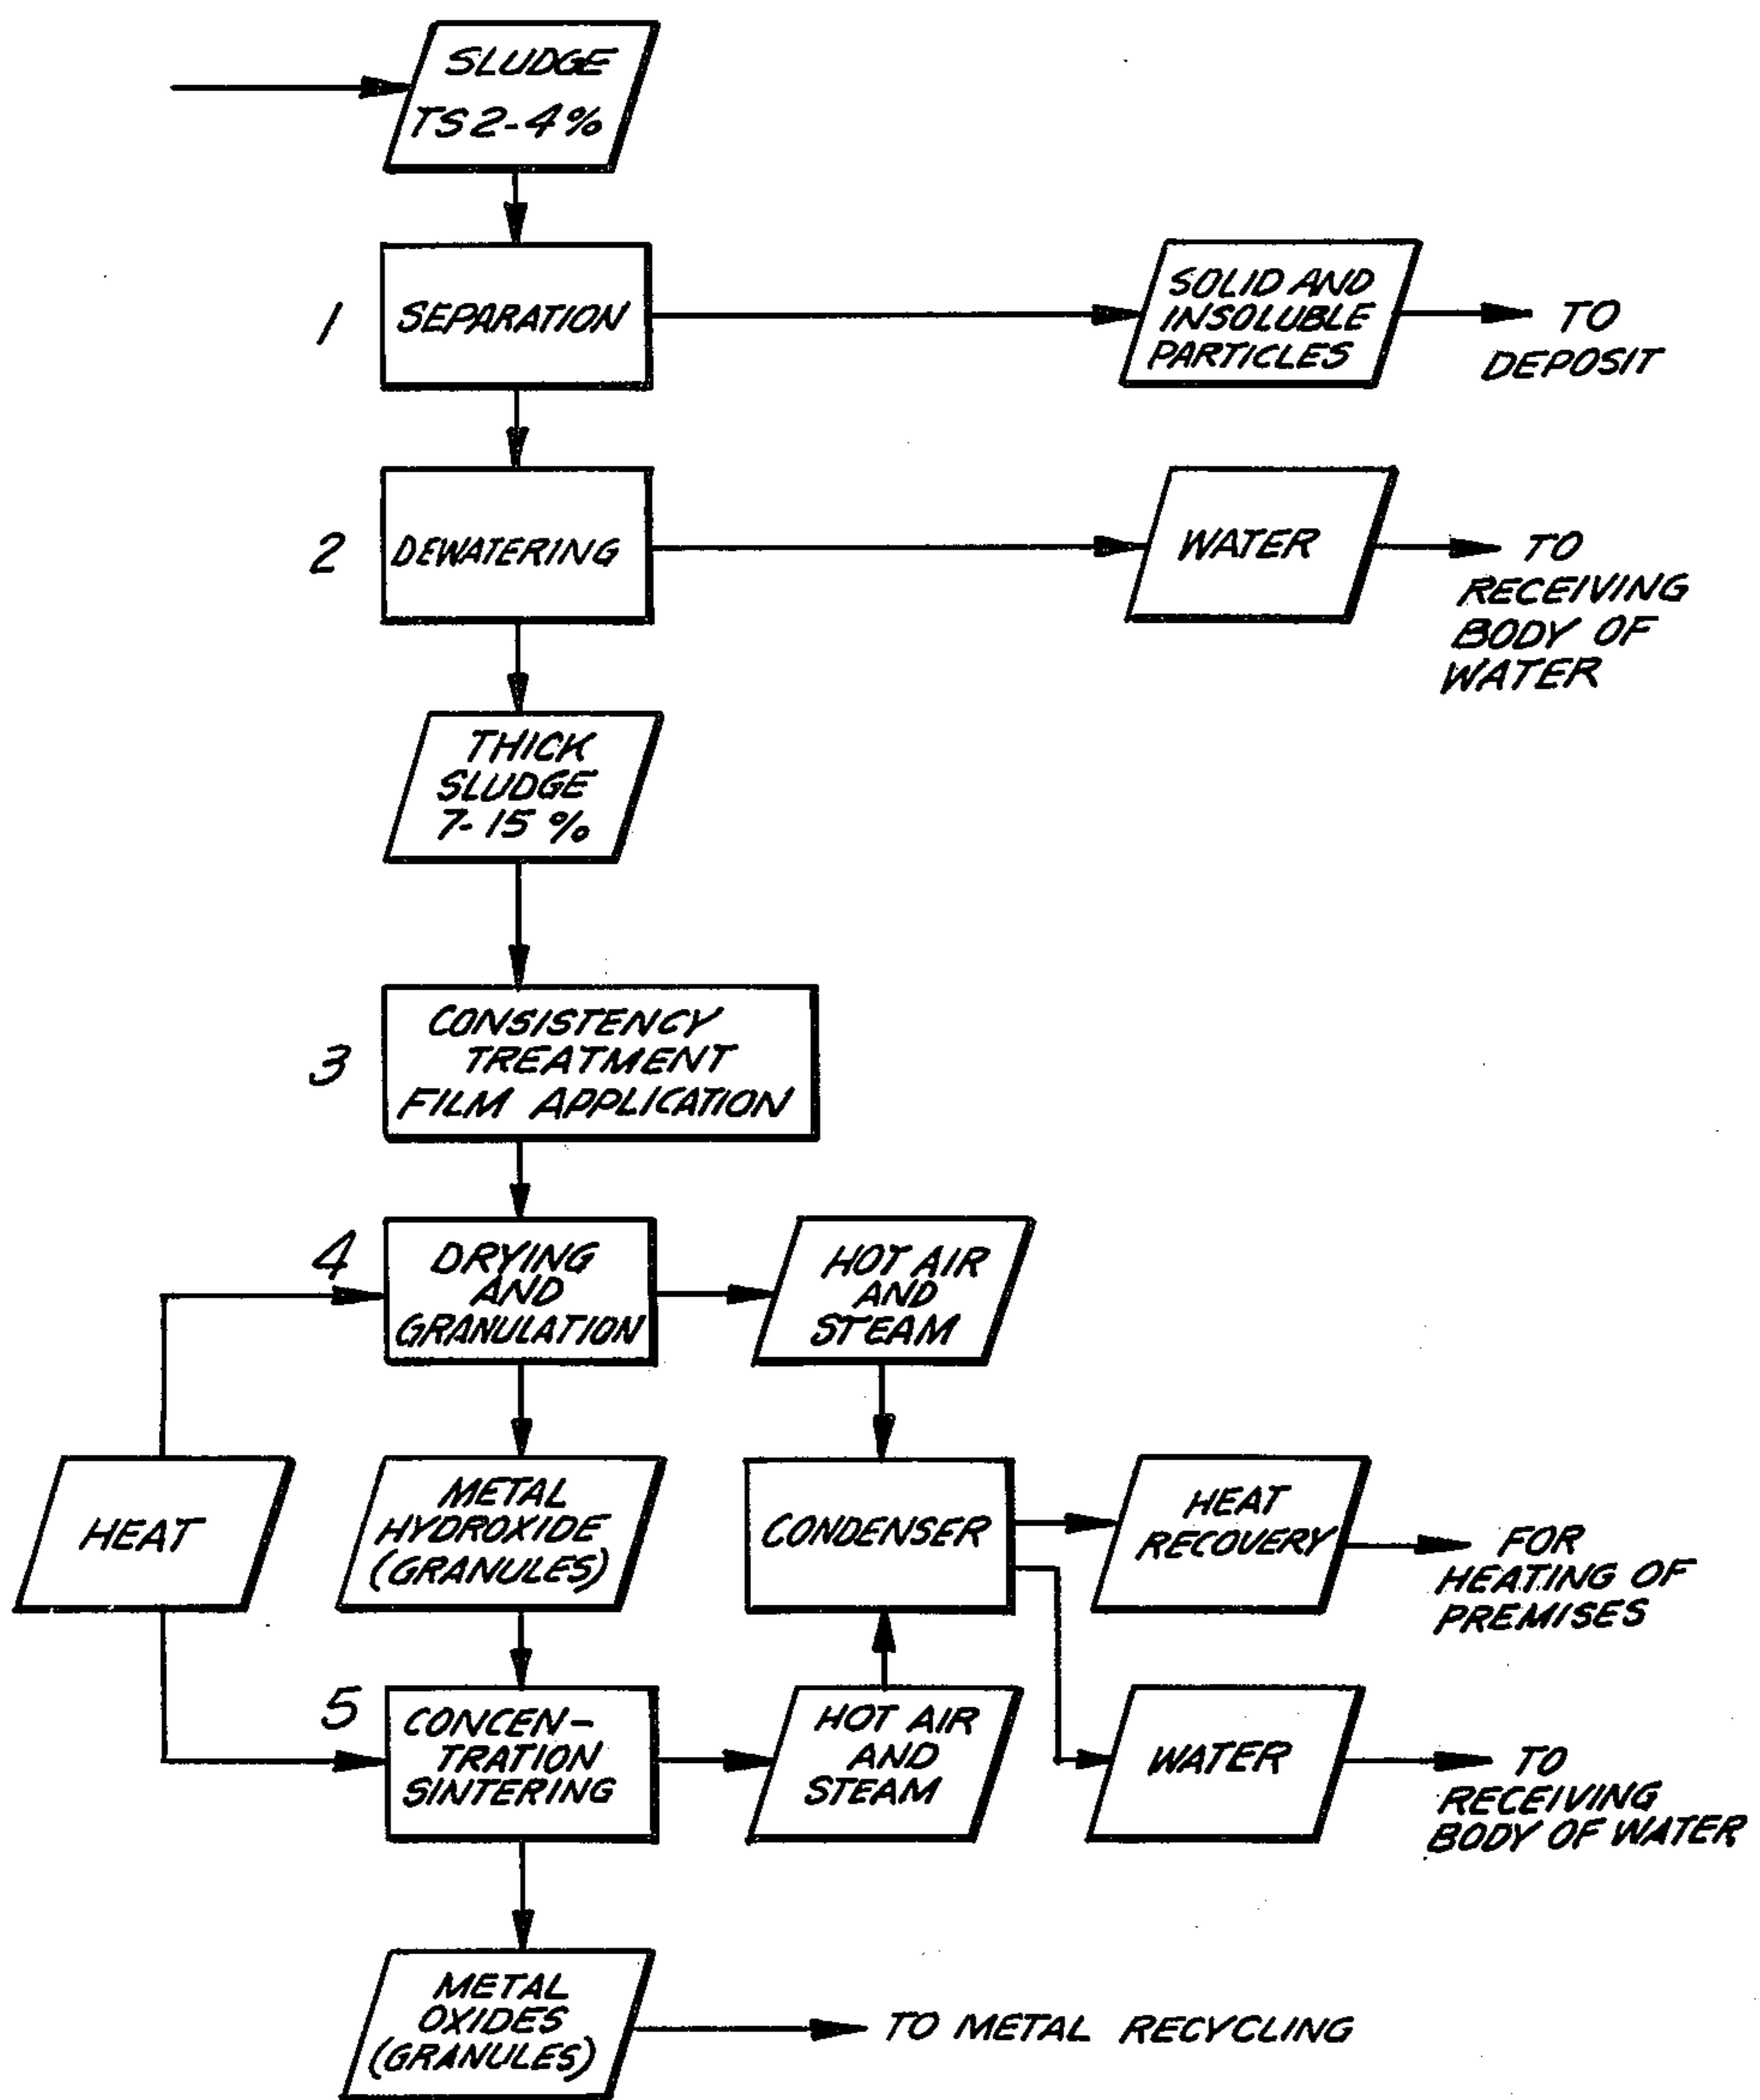 SLUDGE
TS 2-4%
1
SEPARATION
SOLID AND
INSOLUBLE
PARTICLES
TO
DEPOSIT
2
DEWATERING
WATER
TO
RECEIVING
BODY OF
WATER
THICK
SLUDGE
7-15%
3
CONSISTENCY
TREATMENT
FILM APPLICATION
4
DRYING
AND
GRANULATION
HOT AIR
AND
STEAM
HEAT
METAL
HYDROXIDE
(GRANULES)
CONDENSER
HEAT
RECOVERY
FOR
HEATING OF
PREMISES
5
CONCEN-
TRATION
SINTERING
HOT AIR
AND
STEAM
WATER
TO
RECEIVING
BODY OF WATER
METAL
OXIDES
(GRANULES)
TO METAL RECYCLING